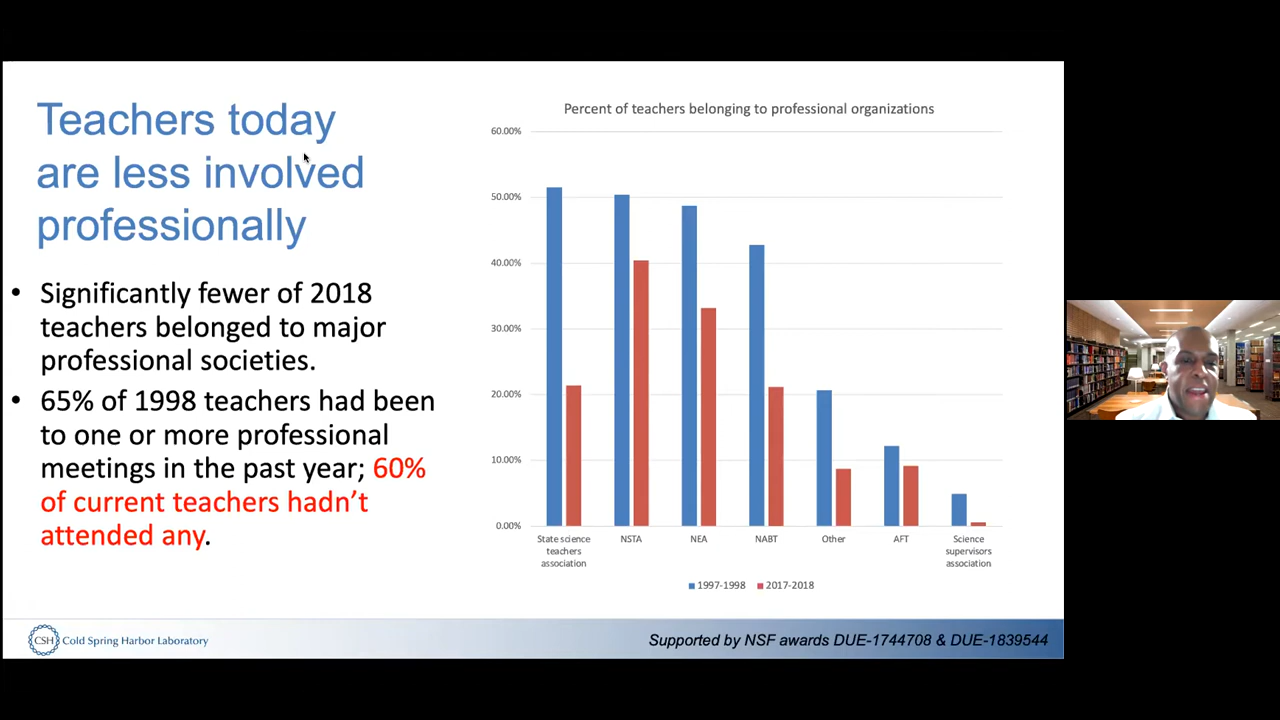 Teachers today
are less involved
professionally
• Significantly fewer of 2018
teachers belonged to major
professional societies.
• 65% of 1998 teachers had been
to one or more professional
meetings in the past year; 60%
of current teachers hadn't
attended any.
Percent of teachers belonging to professional organizations
60.00%
50.00%
40.00%
30.00%
20.00%
10.00%
0.00%
State science
teachers
association
NSTA
NEA
NABT
Other
AFT
Science
supervisors
association
1997-1998
2017-2018
CSH Cold Spring Harbor Laboratory
Supported by NSF awards DUE-1744708 & DUE-1839544